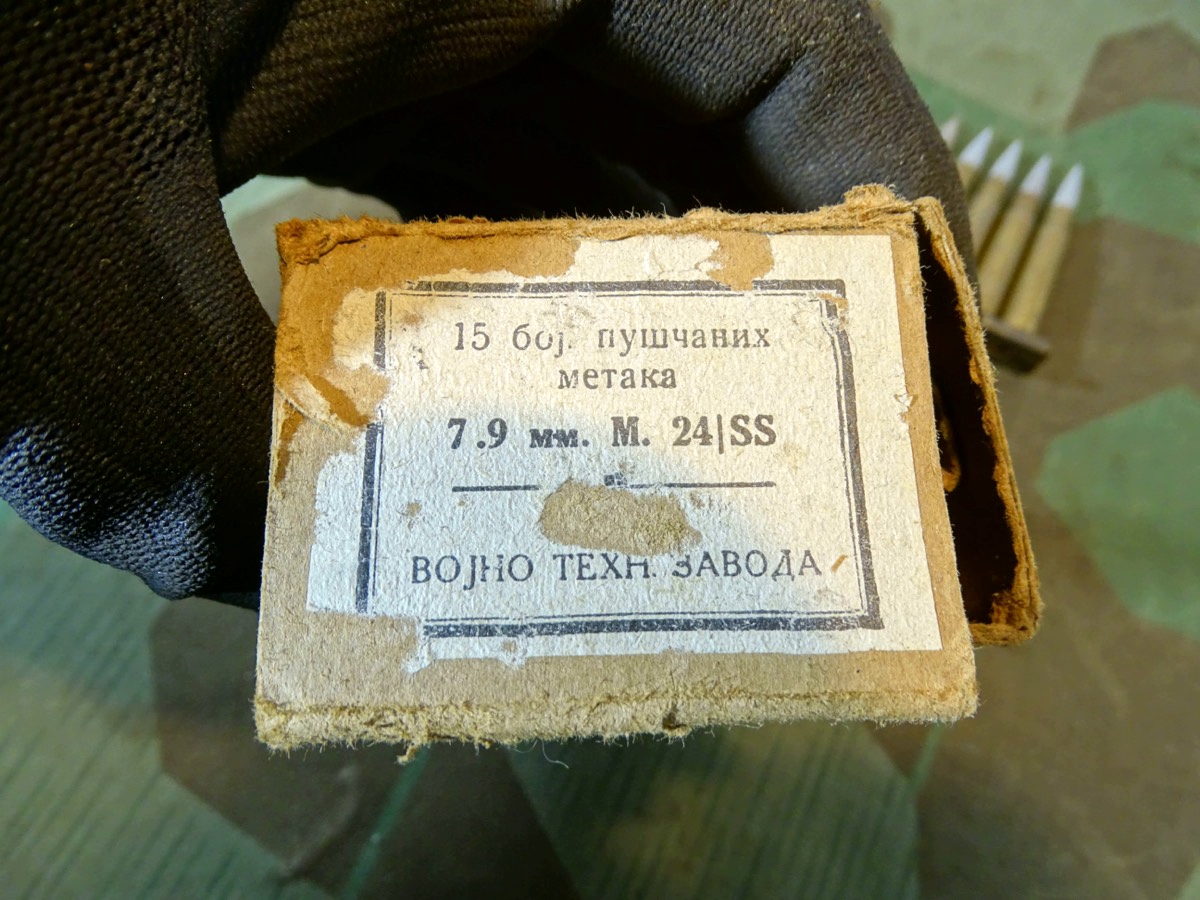 15 бој. пушчаних
метака
7.9 мм. М. 24|SS
ВОЈНО ТЕХН. ЗАВОДА